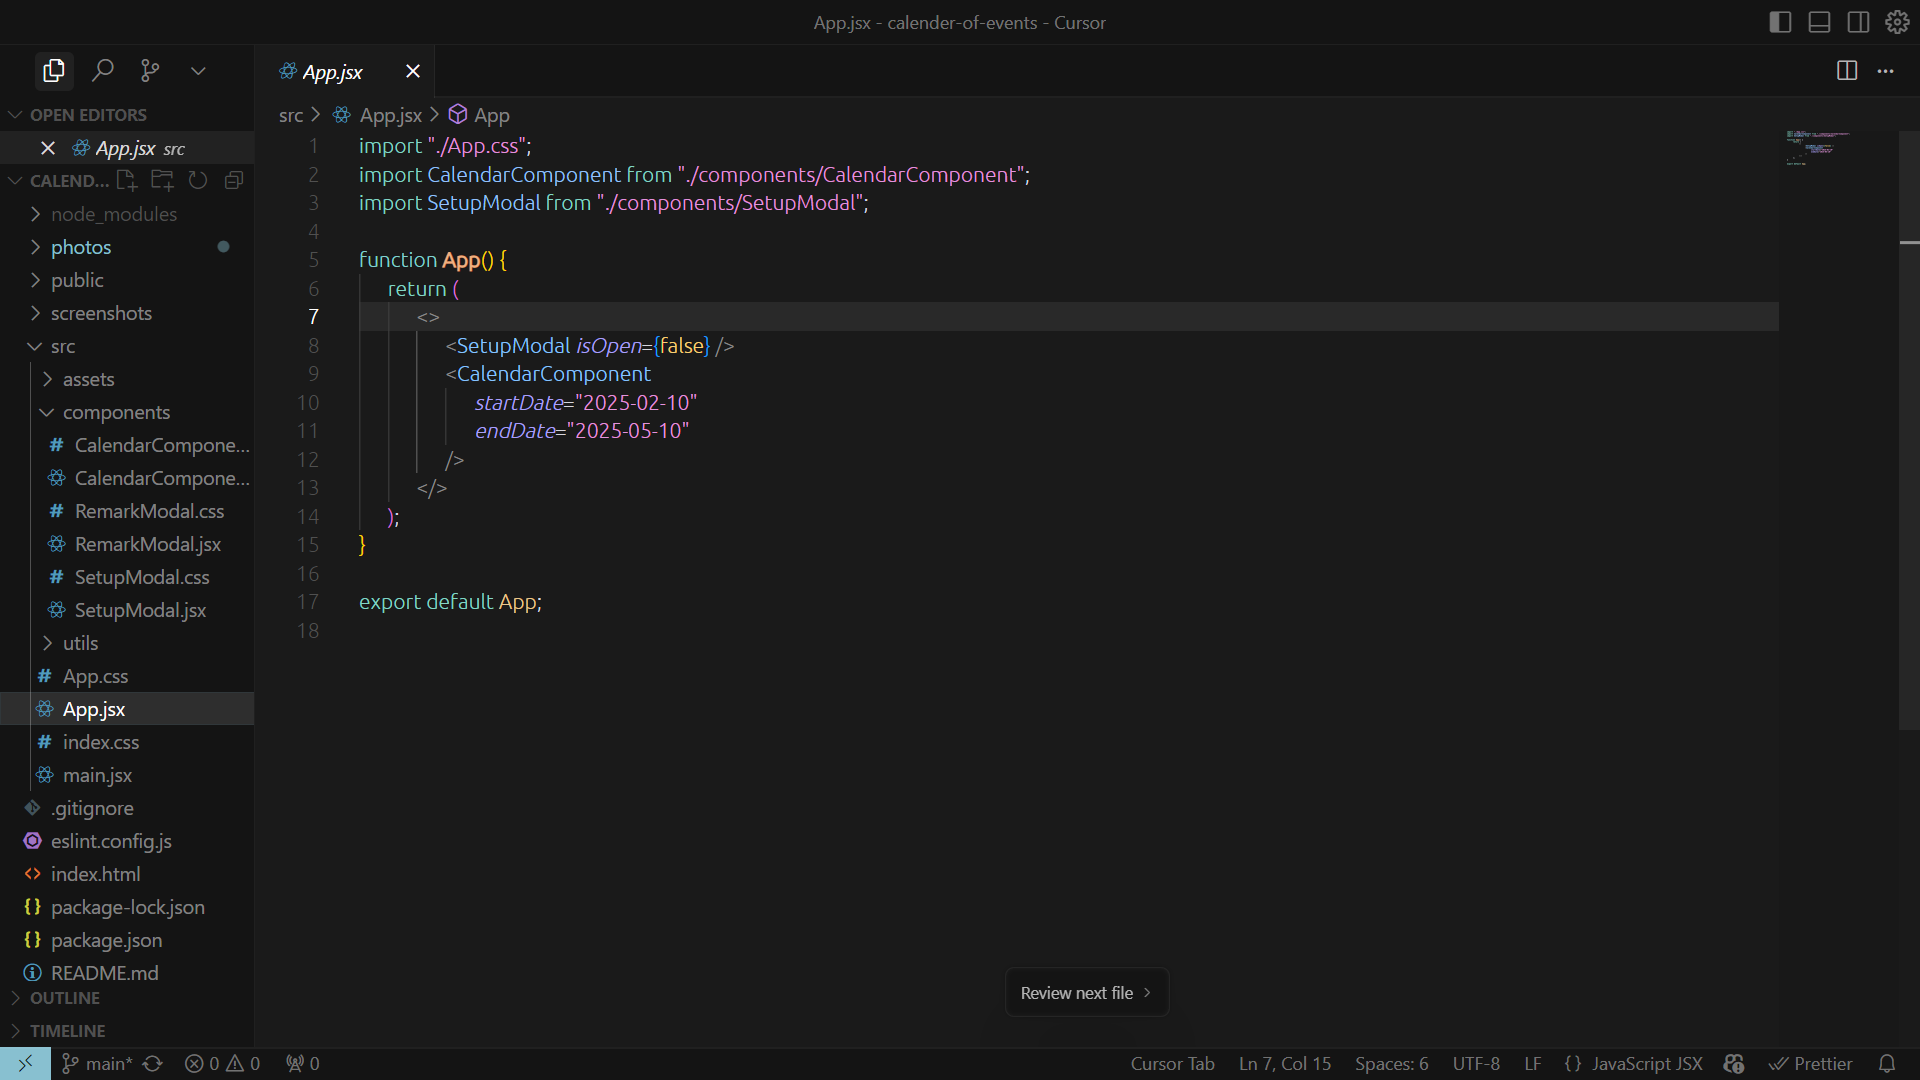 App.jsx - calender-of-events - Cursor
App.jsx
OPEN EDITORS
App.jsx src
CALEND...
node_modules
photos
public
screenshots
src
assets
components
# CalendarCompone...
CalendarCompone...
# RemarkModal.css
RemarkModal.jsx
# SetupModal.css
SetupModal.jsx
utils
# App.css
App.jsx
# index.css
main.jsx
.gitignore
eslint.config.js
<> index.html
{} package-lock.json
{} package.json
README.md
OUTLINE
TIMELINE
src > App.jsx > App
1 import "./App.css";
2 import CalendarComponent from "./components/CalendarComponent";
3 import SetupModal from "./components/SetupModal";
4
5 function App() {
6 return (
7 <>
8 <SetupModal isOpen={false} />
9 <CalendarComponent
10 startDate="2025-02-10"
11 endDate="2025-05-10"
12 />
13 </>
14 );
15 }
16
17 export default App;
18
Review next file >
main* 0 0 0
Cursor Tab Ln 7, Col 15 Spaces: 6 UTF-8 LF {} JavaScript JSX Prettier